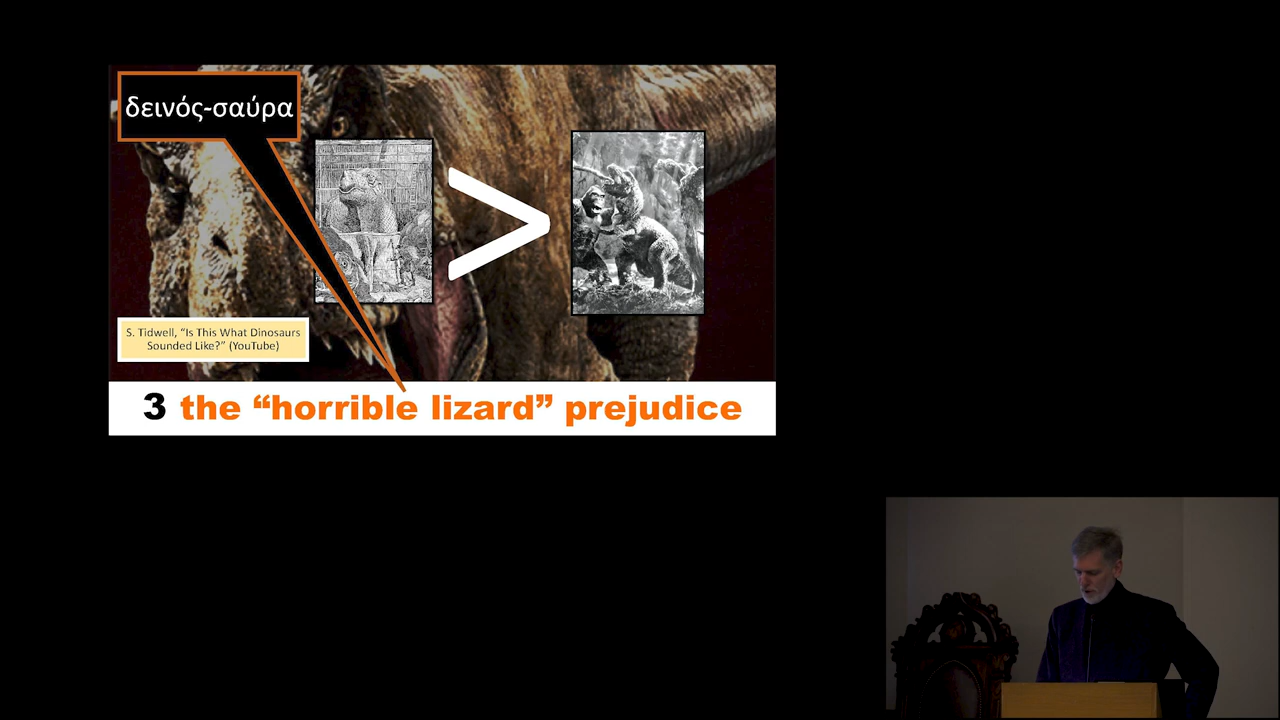 δεινός-σαύρα
>
S. Tidwell, “Is This What Dinosaurs
Sounded Like?” (YouTube)
3 the “horrible lizard” prejudice